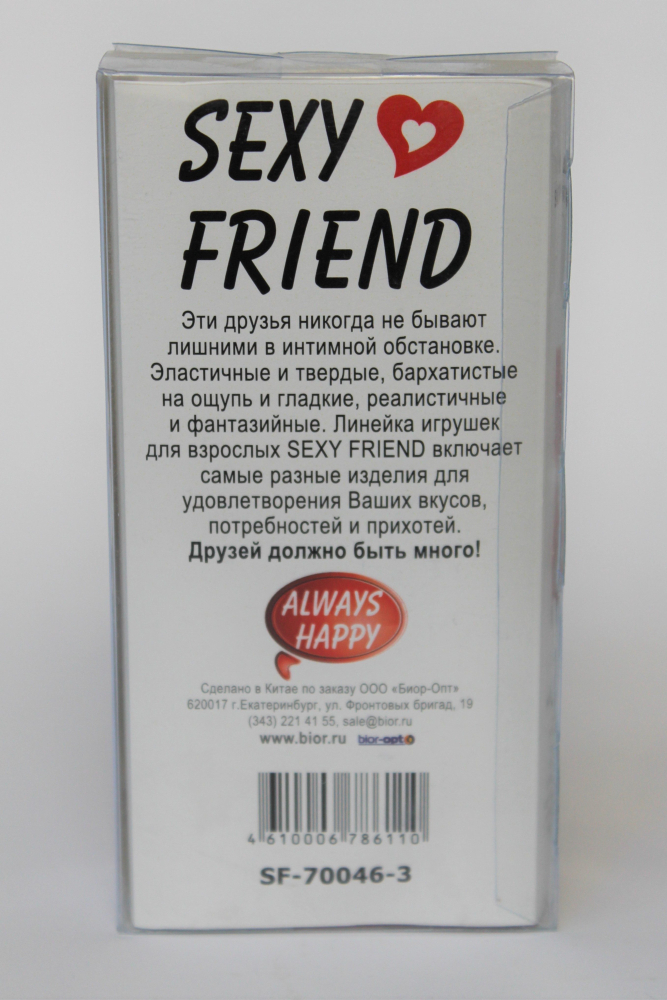 SEXY
FRIEND
Эти друзья никогда не бывают
лишними в интимной обстановке.
Эластичные и твердые, бархатистые
на ощупь и гладкие, реалистичные
и фантазийные. Линейка игрушек
для взрослых SEXY FRIEND включает
самые разные изделия для
удовлетворения Ваших вкусов,
потребностей и прихотей.
Друзей должно быть много!
ALWAYS
HAPPY
Сделано в Китае по заказу ООО «Биор-Опт»
620017 г.Екатеринбург, ул. Фронтовых бригад, 19
(343) 221 41 55, sale@bior.ru
www.bior.ru bior-opt
4 610006 786110
SF-70046-3